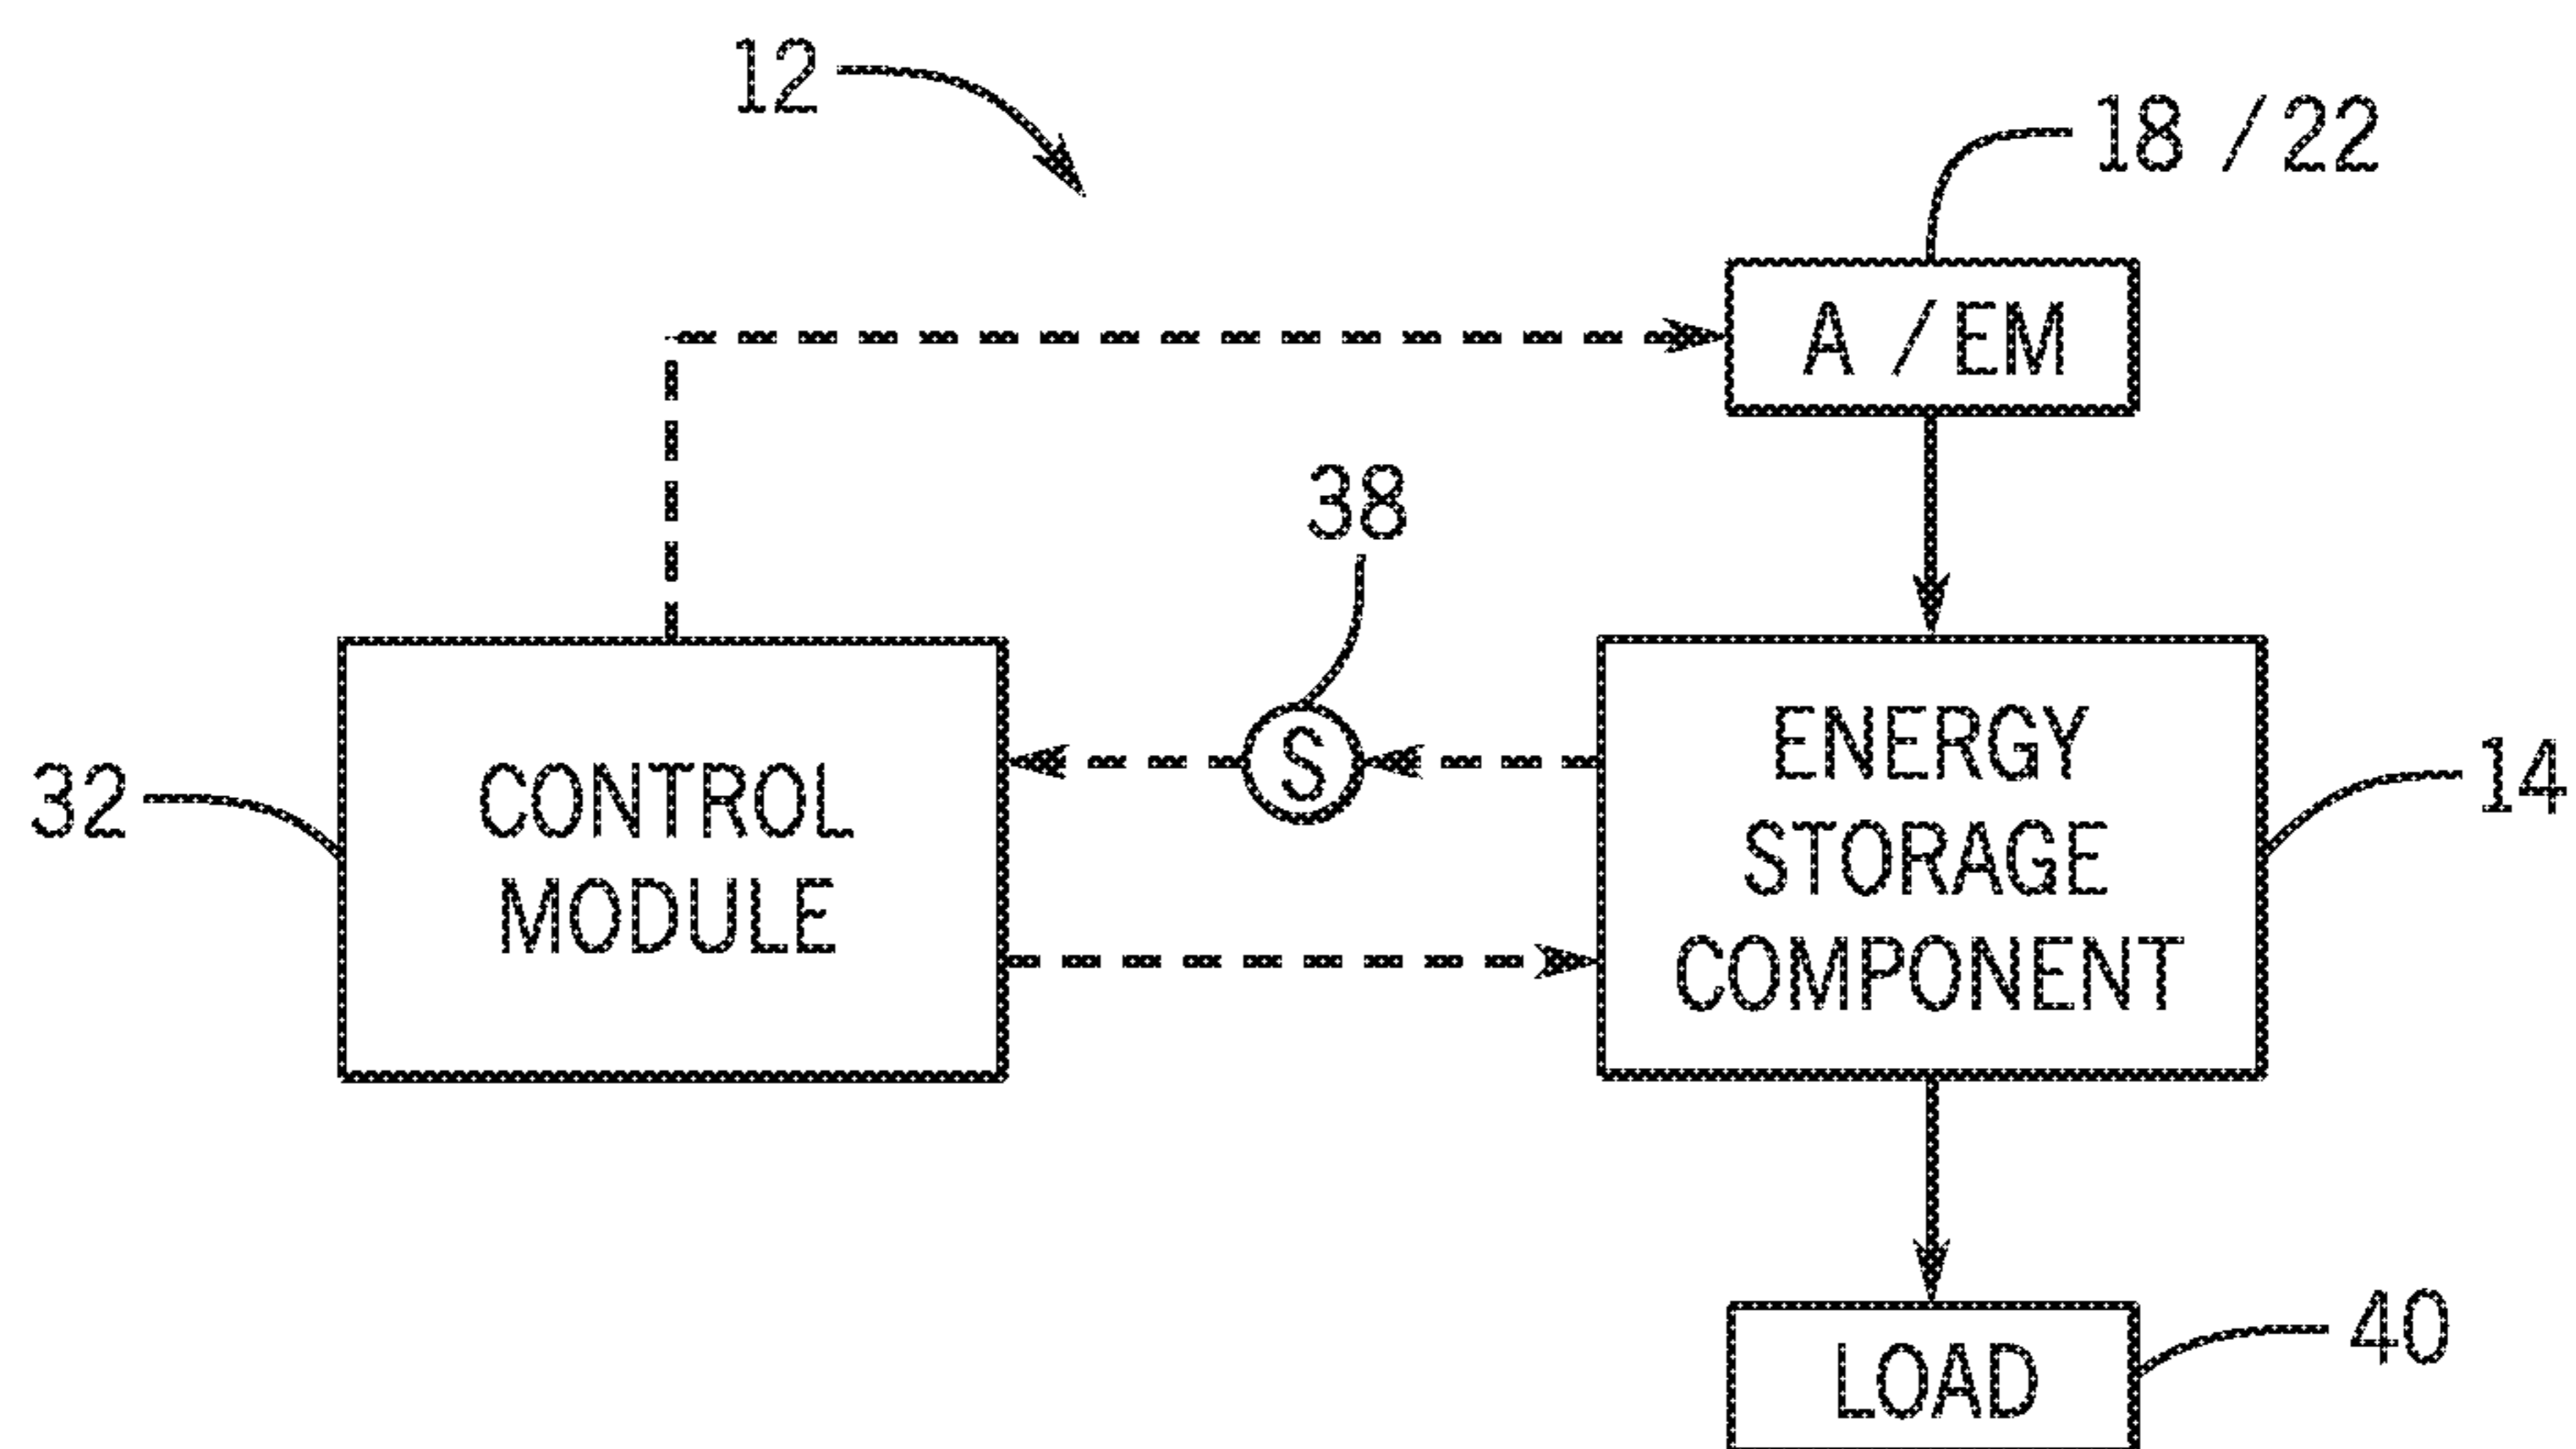 12
18 / 22
A / EM
38
32
CONTROL
MODULE
S
ENERGY
STORAGE
COMPONENT
14
LOAD
40